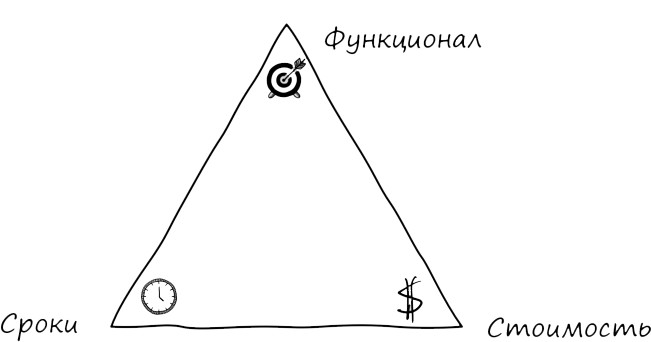 Функционал
Сроки
Стоимость